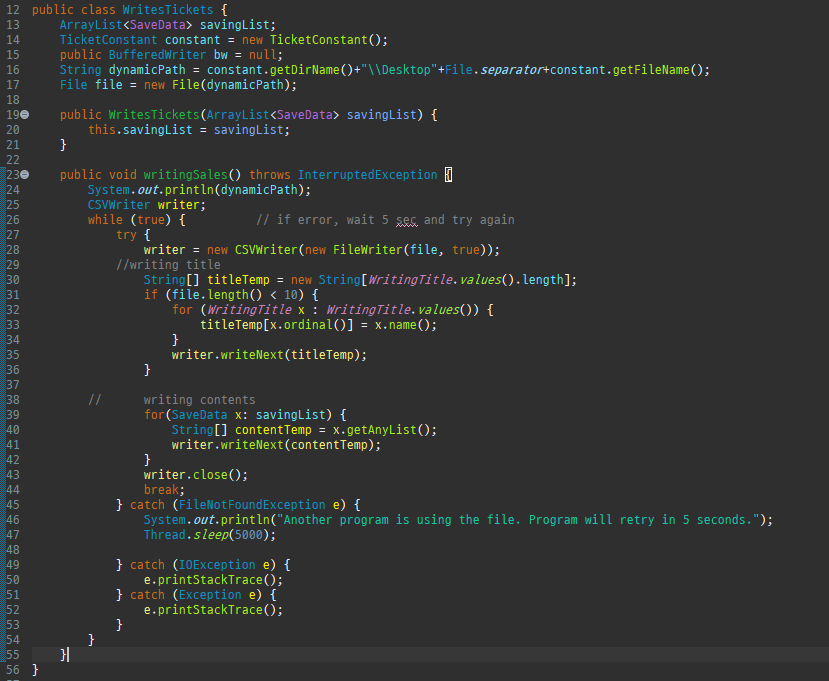 12 public class WritesTickets {
13 ArrayList<SaveData> savingList;
14 TicketConstant constant = new TicketConstant();
15 public BufferedWriter bw = null;
16 String dynamicPath = constant.getDirName()+"\\Desktop"+File.separator+constant.getFileName();
17 File file = new File(dynamicPath);
18
19 public WritesTickets(ArrayList<SaveData> savingList) {
20 this.savingList = savingList;
21 }
22
23 public void writingSales() throws InterruptedException {
24 System.out.println(dynamicPath);
25 CSVWriter writer;
26 while (true) { // if error, wait 5 sec and try again
27 try {
28 writer = new CSVWriter(new FileWriter(file, true));
29 //writing title
30 String[] titleTemp = new String[WritingTitle.values().length];
31 if (file.length() < 10) {
32 for (WritingTitle x : WritingTitle.values()) {
33 titleTemp[x.ordinal()] = x.name();
34 }
35 writer.writeNext(titleTemp);
36 }
37
38 // writing contents
39 for(SaveData x: savingList) {
40 String[] contentTemp = x.getAnyList();
41 writer.writeNext(contentTemp);
42 }
43 writer.close();
44 break;
45 } catch (FileNotFoundException e) {
46 System.out.println("Another program is using the file. Program will retry in 5 seconds.");
47 Thread.sleep(5000);
48
49 } catch (IOException e) {
50 e.printStackTrace();
51 } catch (Exception e) {
52 e.printStackTrace();
53 }
54 }
55 }
56 }